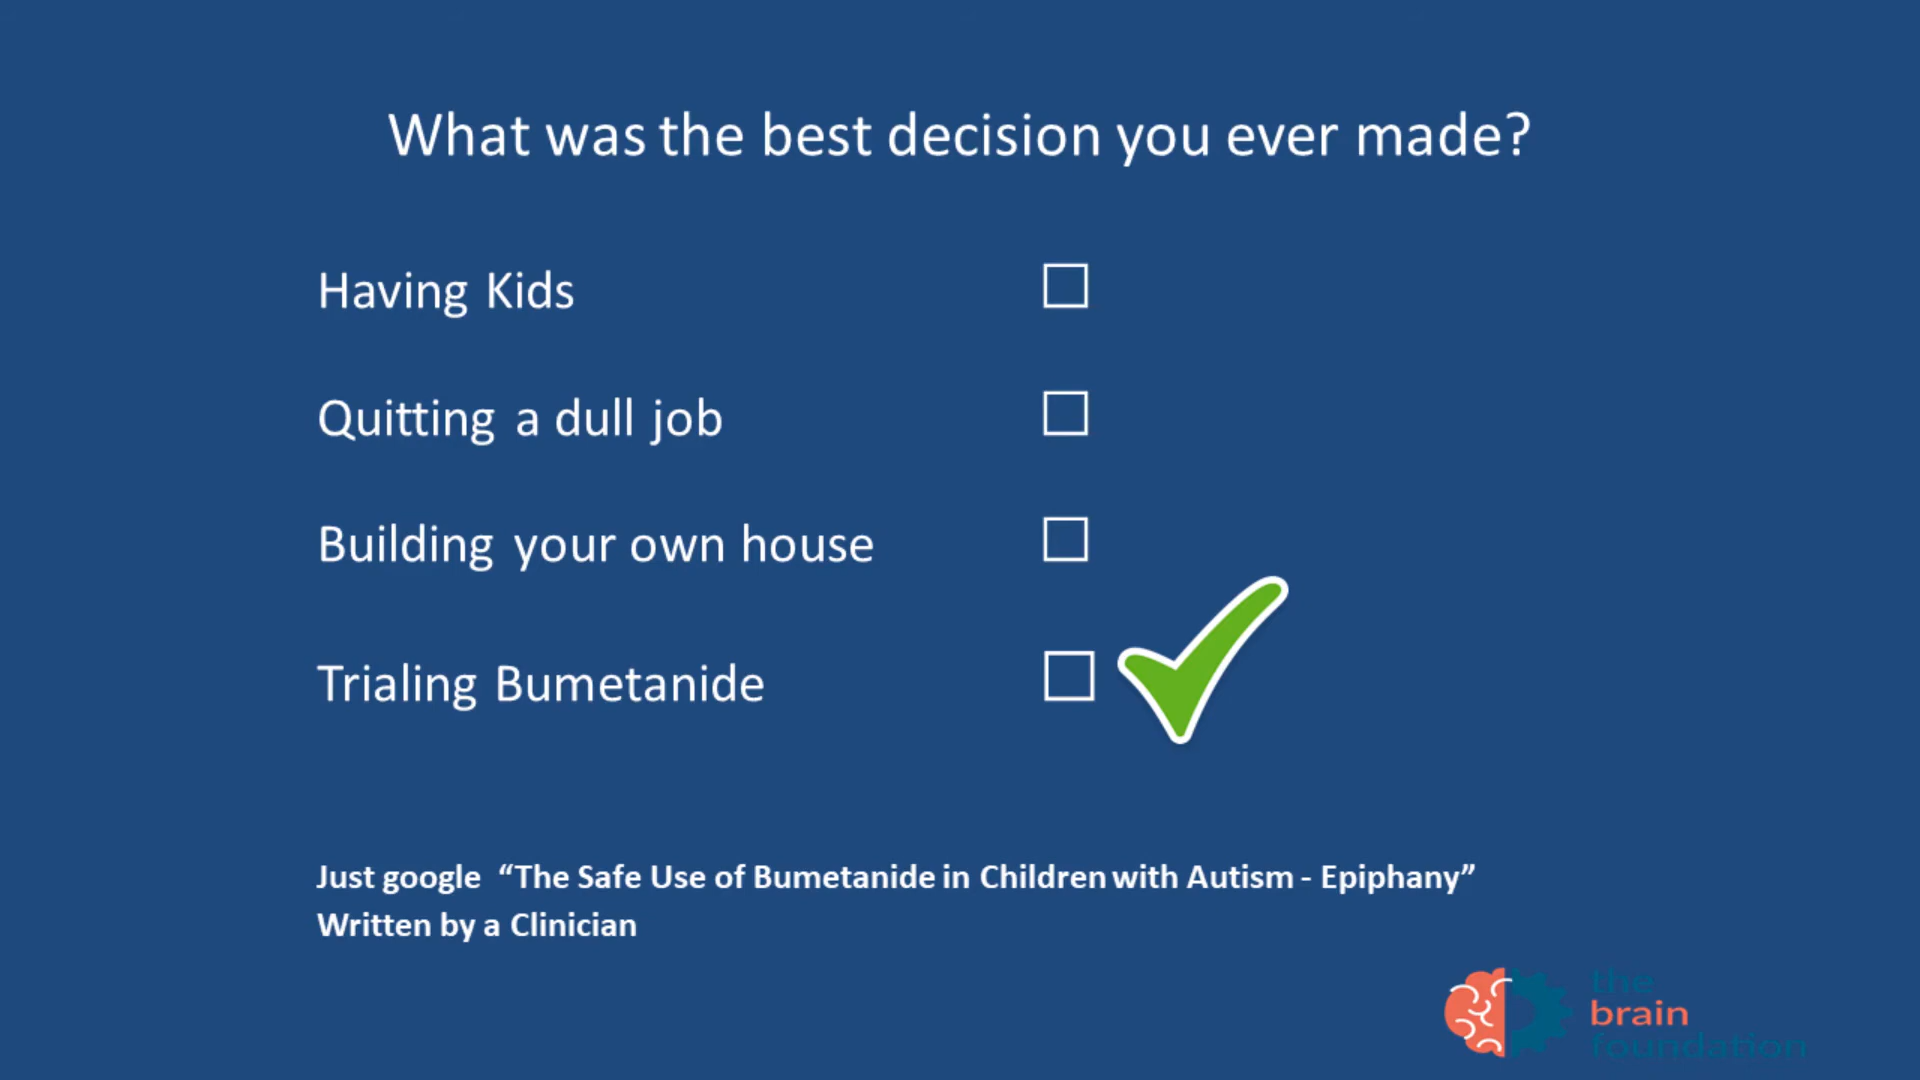 What was the best decision you ever made?
Having Kids
Quitting a dull job
Building your own house
Trialing Bumetanide
Just google “The Safe Use of Bumetanide in Children with Autism - Epiphany”
Written by a Clinician
the
brain
foundation